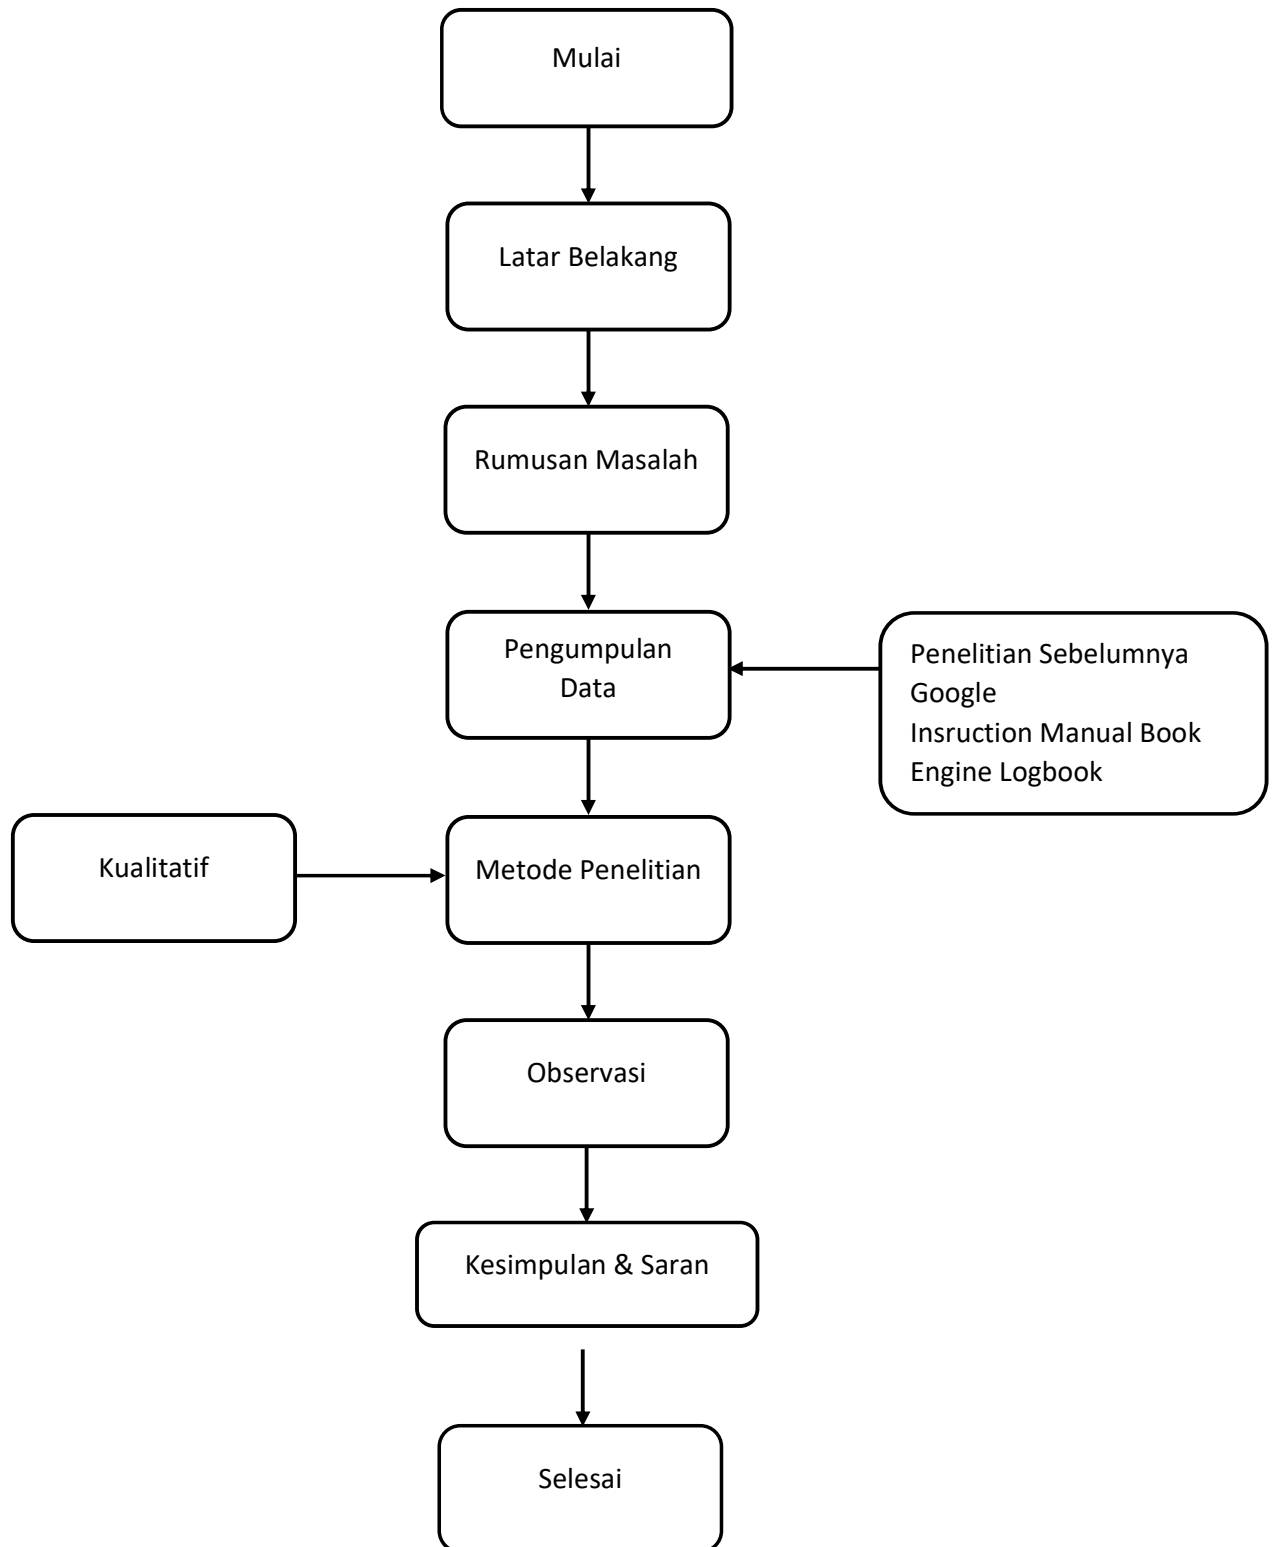 Mulai
Latar Belakang
Rumusan Masalah
Pengumpulan
Data
Penelitian Sebelumnya
Google
Insruction Manual Book
Engine Logbook
Kualitatif
Metode Penelitian
Observasi
Kesimpulan & Saran
Selesai